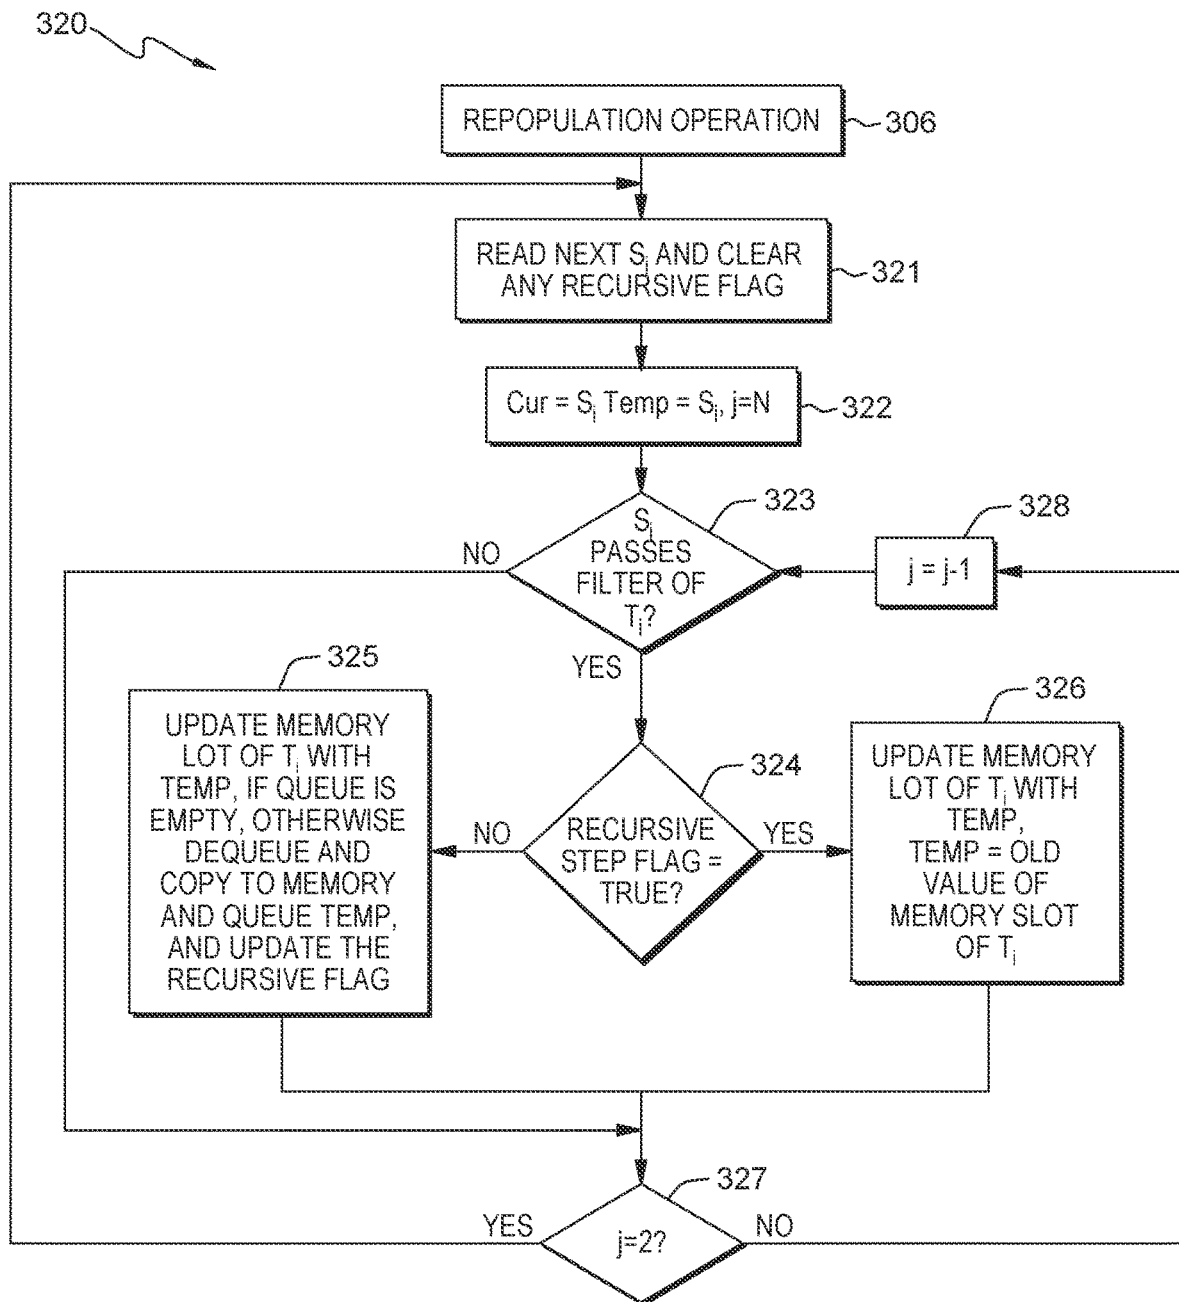 320
REPOPULATION OPERATION
306
READ NEXT Si AND CLEAR
ANY RECURSIVE FLAG
321
Cur = Si Temp = Si, j=N
322
323
Si
PASSES
FILTER OF
Ti?
NO
YES
328
j = j-1
325
UPDATE MEMORY
LOT OF Ti WITH
TEMP, IF QUEUE IS
EMPTY, OTHERWISE
DEQUEUE AND
COPY TO MEMORY
AND QUEUE TEMP,
AND UPDATE THE
RECURSIVE FLAG
324
NO
RECURSIVE
STEP FLAG =
TRUE?
YES
326
UPDATE MEMORY
LOT OF Ti WITH
TEMP,
TEMP = OLD
VALUE OF
MEMORY SLOT
OF Ti
327
YES
j=2?
NO